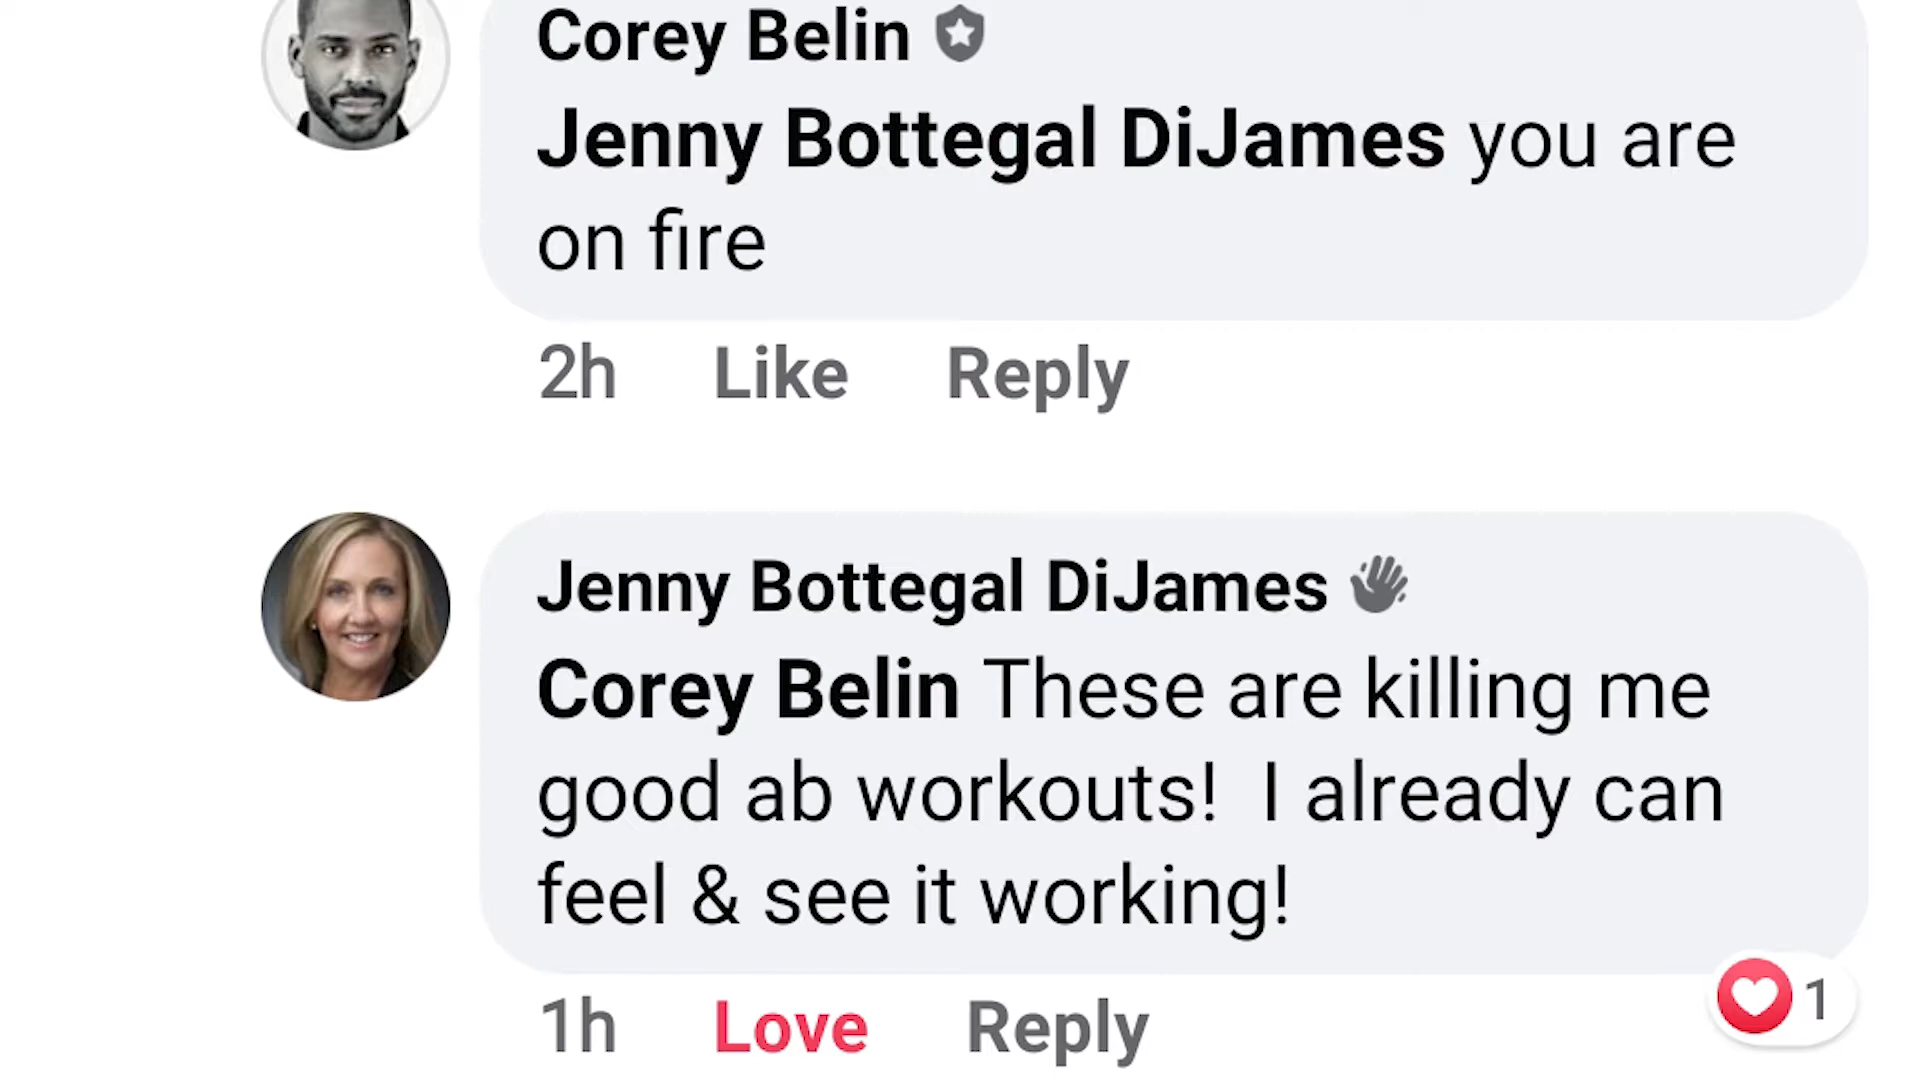 Corey Belin
Jenny Bottegal DiJames you are
on fire
2h Like Reply
Jenny Bottegal DiJames
Corey Belin These are killing me
good ab workouts!  I already can
feel & see it working!
1h Love Reply
1